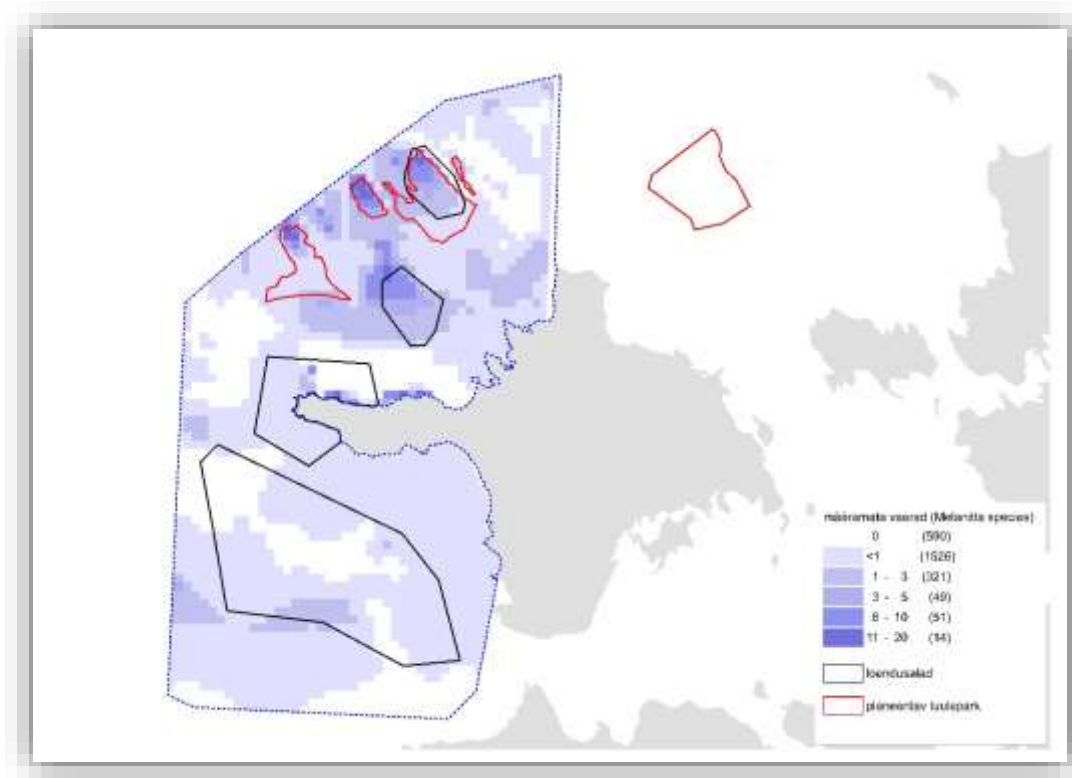 määramata vaerad (Melanitta species)
0 (590)
<1 (1526)
1 - 3 (321)
3 - 5 (49)
6 - 10 (51)
11 - 20 (14)
loendusalad
planeeritav tuulepark